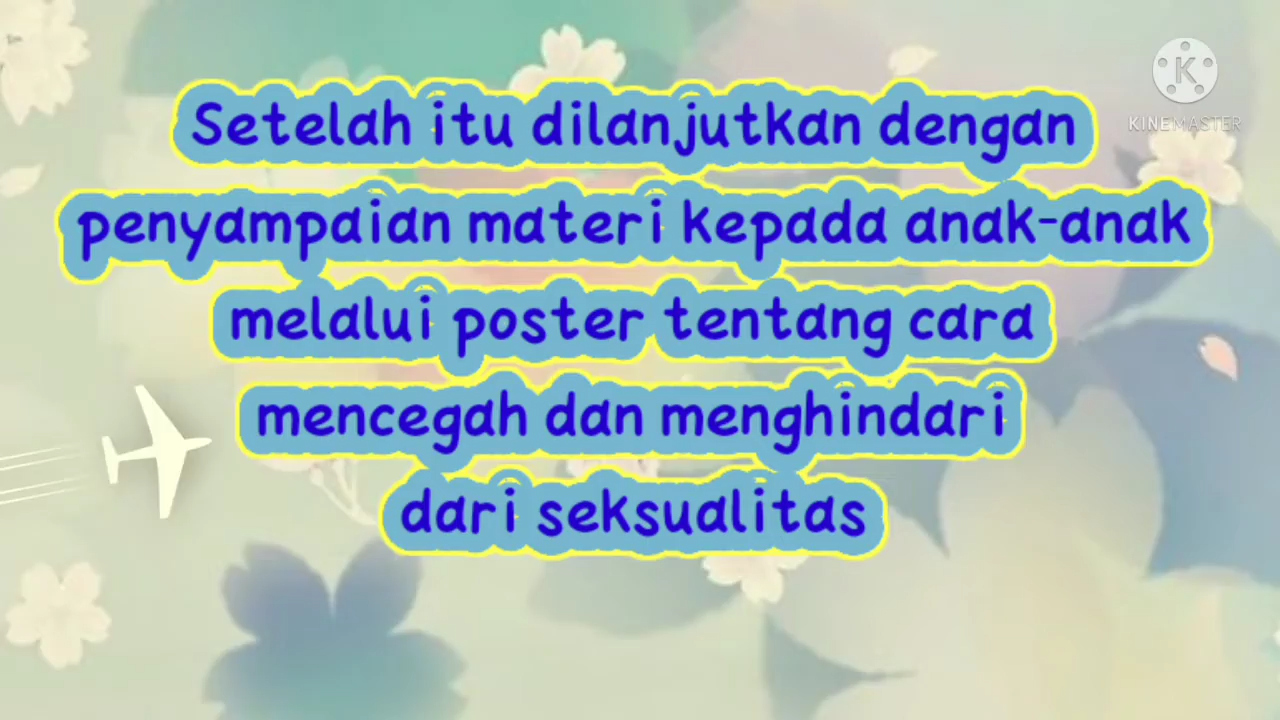 Setelah itu dilanjutkan dengan
penyampaian materi kepada anak-anak
melalui poster tentang cara
mencegah dan menghindari
dari seksualitas
K
KINEMASTER